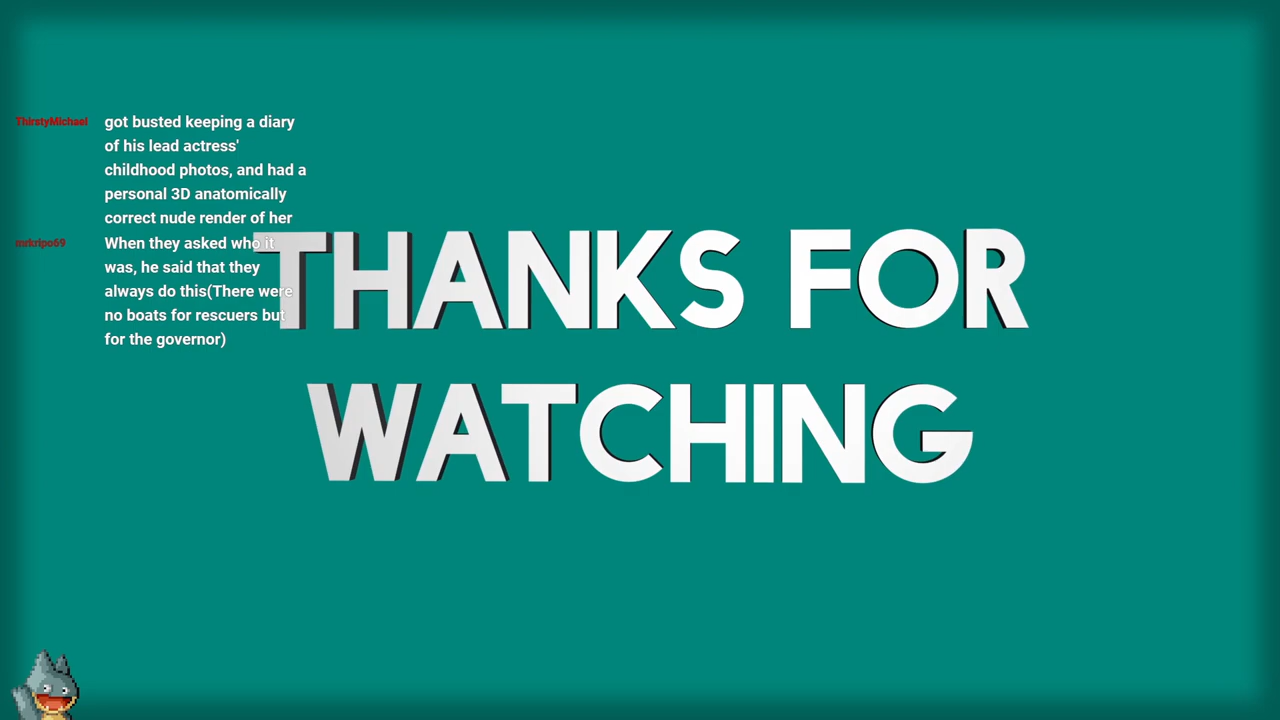 ThirstyMichael
got busted keeping a diary
of his lead actress'
childhood photos, and had a
personal 3D anatomically
correct nude render of her
mrkripo69
When they asked who it
was, he said that they
always do this(There were
no boats for rescuers but
for the governor)
THANKS FOR
WATCHING